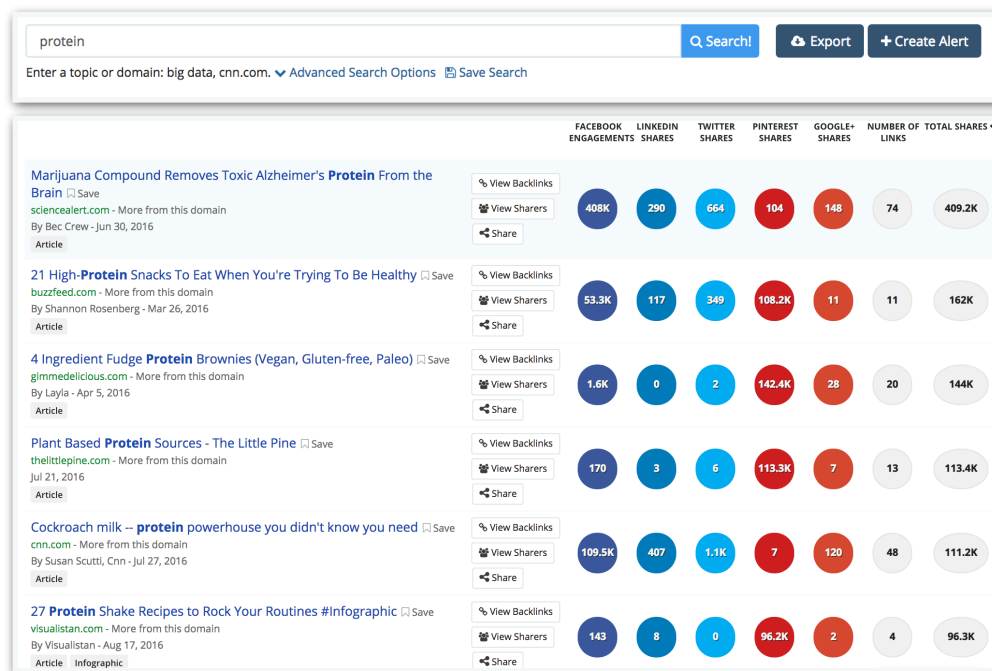 protein
Search!
Export
+ Create Alert
Enter a topic or domain: big data, cnn.com. Advanced Search Options Save Search
FACEBOOK ENGAGEMENTS
LINKEDIN SHARES
TWITTER SHARES
PINTEREST SHARES
GOOGLE+ SHARES
NUMBER OF LINKS
TOTAL SHARES
Marijuana Compound Removes Toxic Alzheimer's Protein From the
Brain Save
sciencealert.com - More from this domain
By Bec Crew - Jun 30, 2016
Article
View Backlinks
View Sharers
Share
408K 290 664 104 148 74 409.2K
21 High-Protein Snacks To Eat When You're Trying To Be Healthy Save
buzzfeed.com - More from this domain
By Shannon Rosenberg - Mar 26, 2016
Article
View Backlinks
View Sharers
Share
53.3K 117 349 108.2K 11 11 162K
4 Ingredient Fudge Protein Brownies (Vegan, Gluten-free, Paleo) Save
gimmedelicious.com - More from this domain
By Layla - Apr 5, 2016
Article
View Backlinks
View Sharers
Share
1.6K 0 2 142.4K 28 20 144K
Plant Based Protein Sources - The Little Pine Save
thelittlepine.com - More from this domain
Jul 21, 2016
Article
View Backlinks
View Sharers
Share
170 3 6 113.3K 7 13 113.4K
Cockroach milk -- protein powerhouse you didn't know you need Save
cnn.com - More from this domain
By Susan Scutti, Cnn - Jul 27, 2016
Article
View Backlinks
View Sharers
Share
109.5K 407 1.1K 7 120 48 111.2K
27 Protein Shake Recipes to Rock Your Routines #Infographic Save
visualistan.com - More from this domain
By Visualistan - Aug 17, 2016
Article Infographic
View Backlinks
View Sharers
Share
143 8 0 96.2K 2 4 96.3K